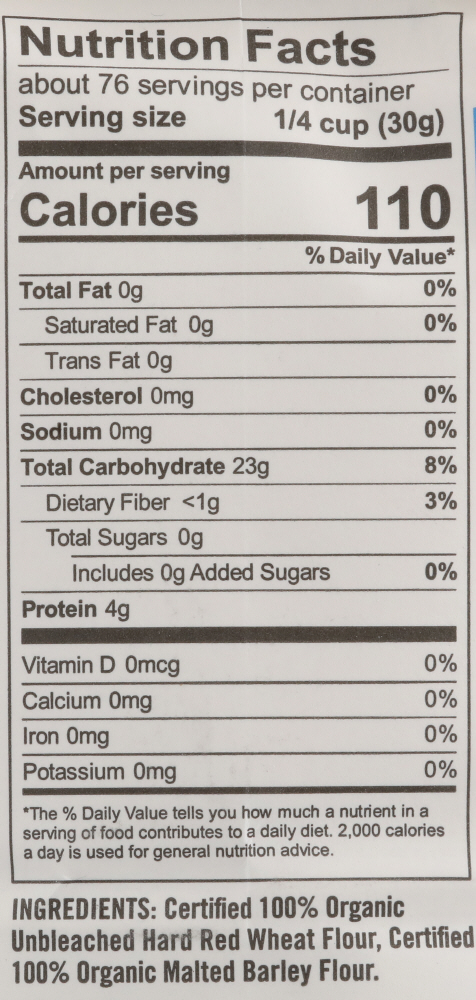 Nutrition Facts
about 76 servings per container
Serving size 1/4 cup (30g)
Amount per serving
Calories 110
% Daily Value*
Total Fat 0g 0%
Saturated Fat 0g 0%
Trans Fat 0g
Cholesterol 0mg 0%
Sodium 0mg 0%
Total Carbohydrate 23g 8%
Dietary Fiber <1g 3%
Total Sugars 0g
Includes 0g Added Sugars 0%
Protein 4g
Vitamin D 0mcg 0%
Calcium 0mg 0%
Iron 0mg 0%
Potassium 0mg 0%
*The % Daily Value tells you how much a nutrient in a
serving of food contributes to a daily diet. 2,000 calories
a day is used for general nutrition advice.
INGREDIENTS: Certified 100% Organic
Unbleached Hard Red Wheat Flour, Certified
100% Organic Malted Barley Flour.